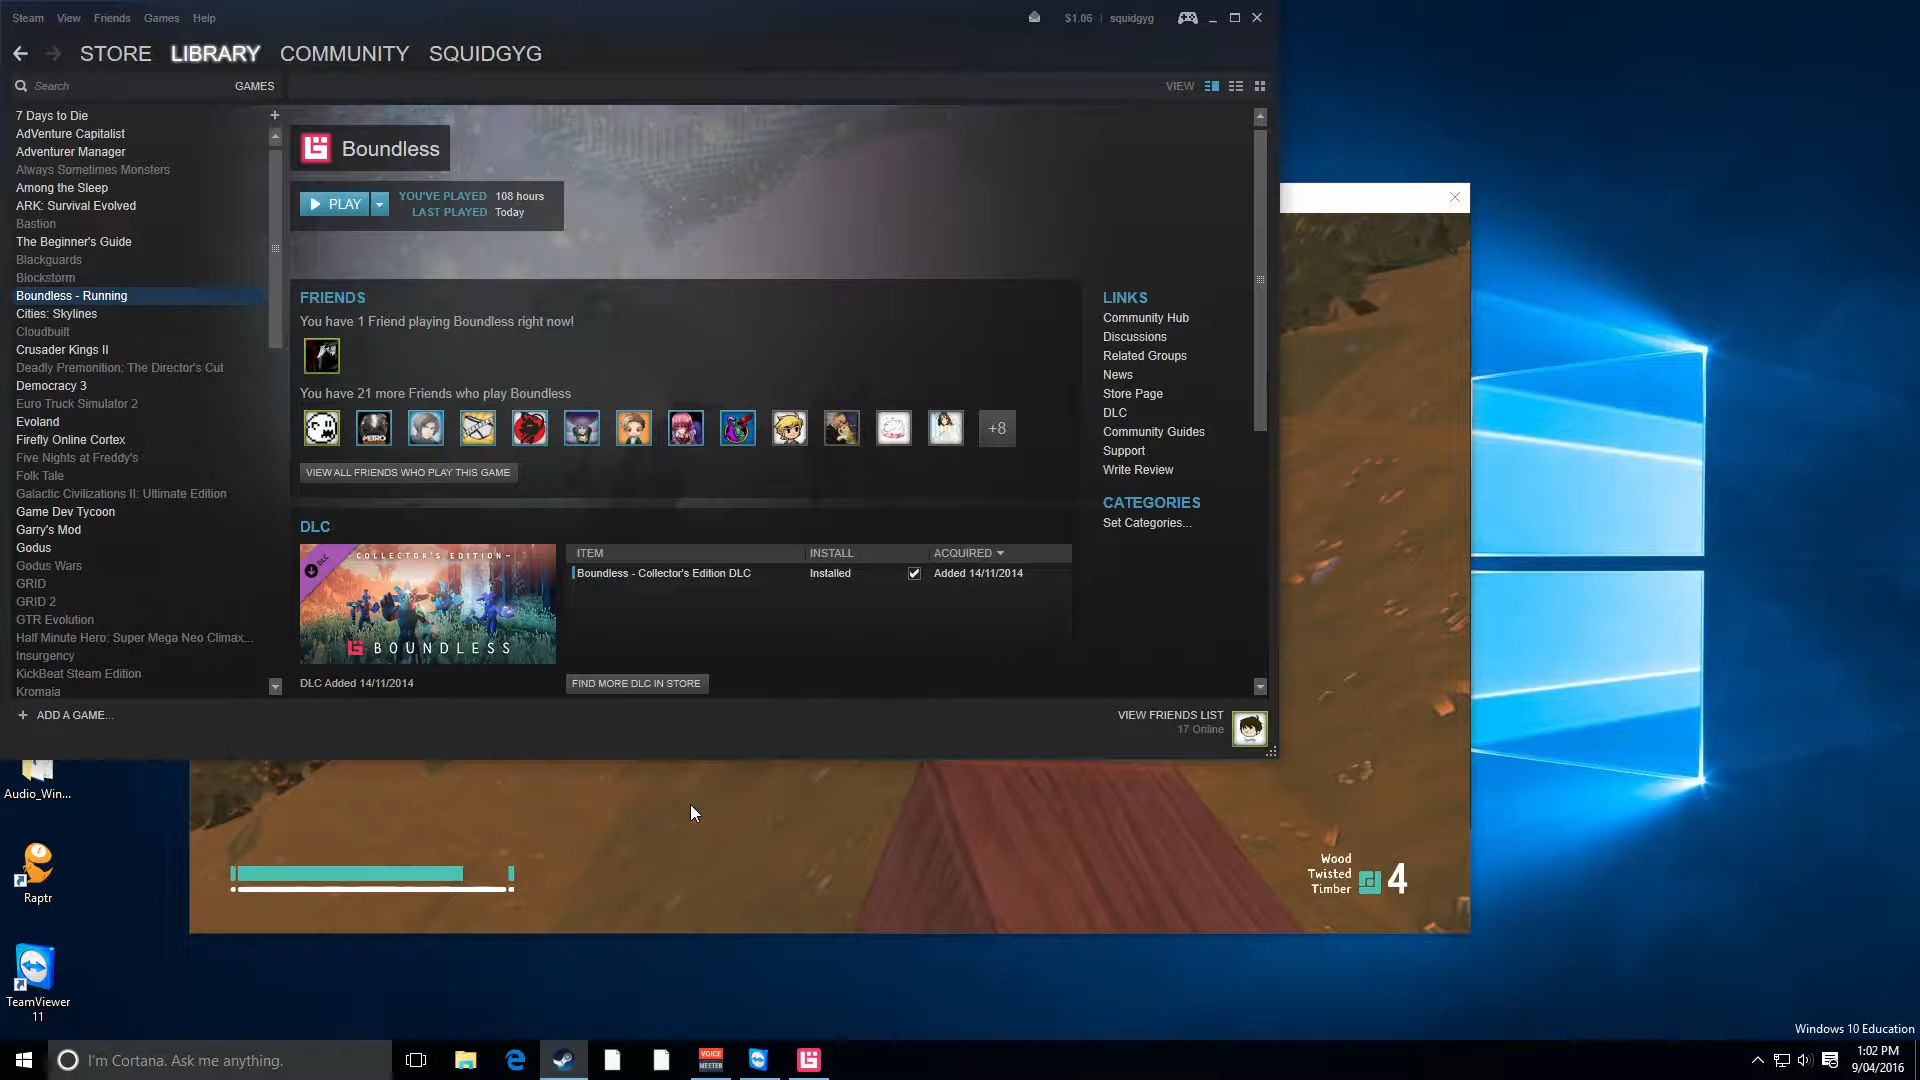 Steam View Friends Games Help
$1.06 | squidgyg
STORE LIBRARY COMMUNITY SQUIDGYG
Search GAMES VIEW
7 Days to Die
AdVenture Capitalist
Adventurer Manager
Always Sometimes Monsters
Among the Sleep
ARK: Survival Evolved
Bastion
The Beginner's Guide
Blackguards
Blockstorm
Boundless - Running
Cities: Skylines
Cloudbuilt
Crusader Kings II
Deadly Premonition: The Director's Cut
Democracy 3
Euro Truck Simulator 2
Evoland
Firefly Online Cortex
Five Nights at Freddy's
Folk Tale
Galactic Civilizations II: Ultimate Edition
Game Dev Tycoon
Garry's Mod
Godus
Godus Wars
GRID
GRID 2
GTR Evolution
Half Minute Hero: Super Mega Neo Climax...
Insurgency
KickBeat Steam Edition
Kromaia
+ ADD A GAME...
Boundless
PLAY
YOU'VE PLAYED 108 hours
LAST PLAYED Today
FRIENDS
You have 1 Friend playing Boundless right now!
You have 21 more Friends who play Boundless
METRO
+8
VIEW ALL FRIENDS WHO PLAY THIS GAME
DLC
DLC
-COLLECTOR'S EDITION-
BOUNDLESS
DLC Added 14/11/2014
ITEM INSTALL ACQUIRED
Boundless - Collector's Edition DLC Installed Added 14/11/2014
FIND MORE DLC IN STORE
LINKS
Community Hub
Discussions
Related Groups
News
Store Page
DLC
Community Guides
Support
Write Review
CATEGORIES
Set Categories...
VIEW FRIENDS LIST
17 Online
Wood
Twisted
Timber
4
Audio_Win...
Raptr
TeamViewer
11
Windows 10 Education
I'm Cortana. Ask me anything.
VOICE
MEETER
1:02 PM
9/04/2016